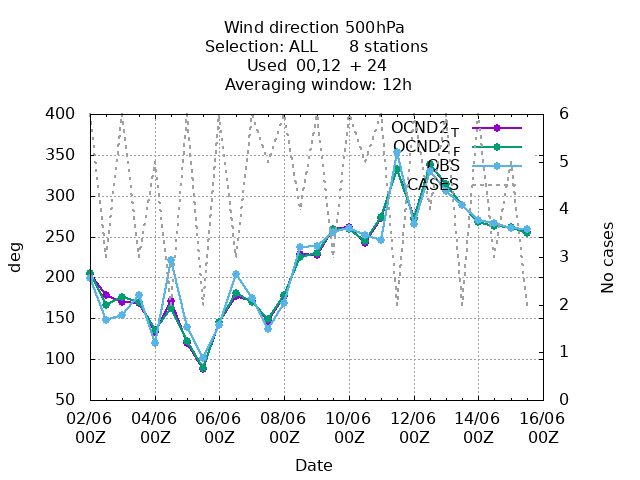 Wind direction 500hPa
Selection: ALL 8 stations
Used 00,12 + 24
Averaging window: 12h
OCND2_T
OCND2_F
OBS
CASES
400
350
300
250
200
150
100
50
deg
6
5
4
3
2
1
0
No cases
02/06 04/06 06/06 08/06 10/06 12/06 14/06 16/06
00Z 00Z 00Z 00Z 00Z 00Z 00Z 00Z
Date